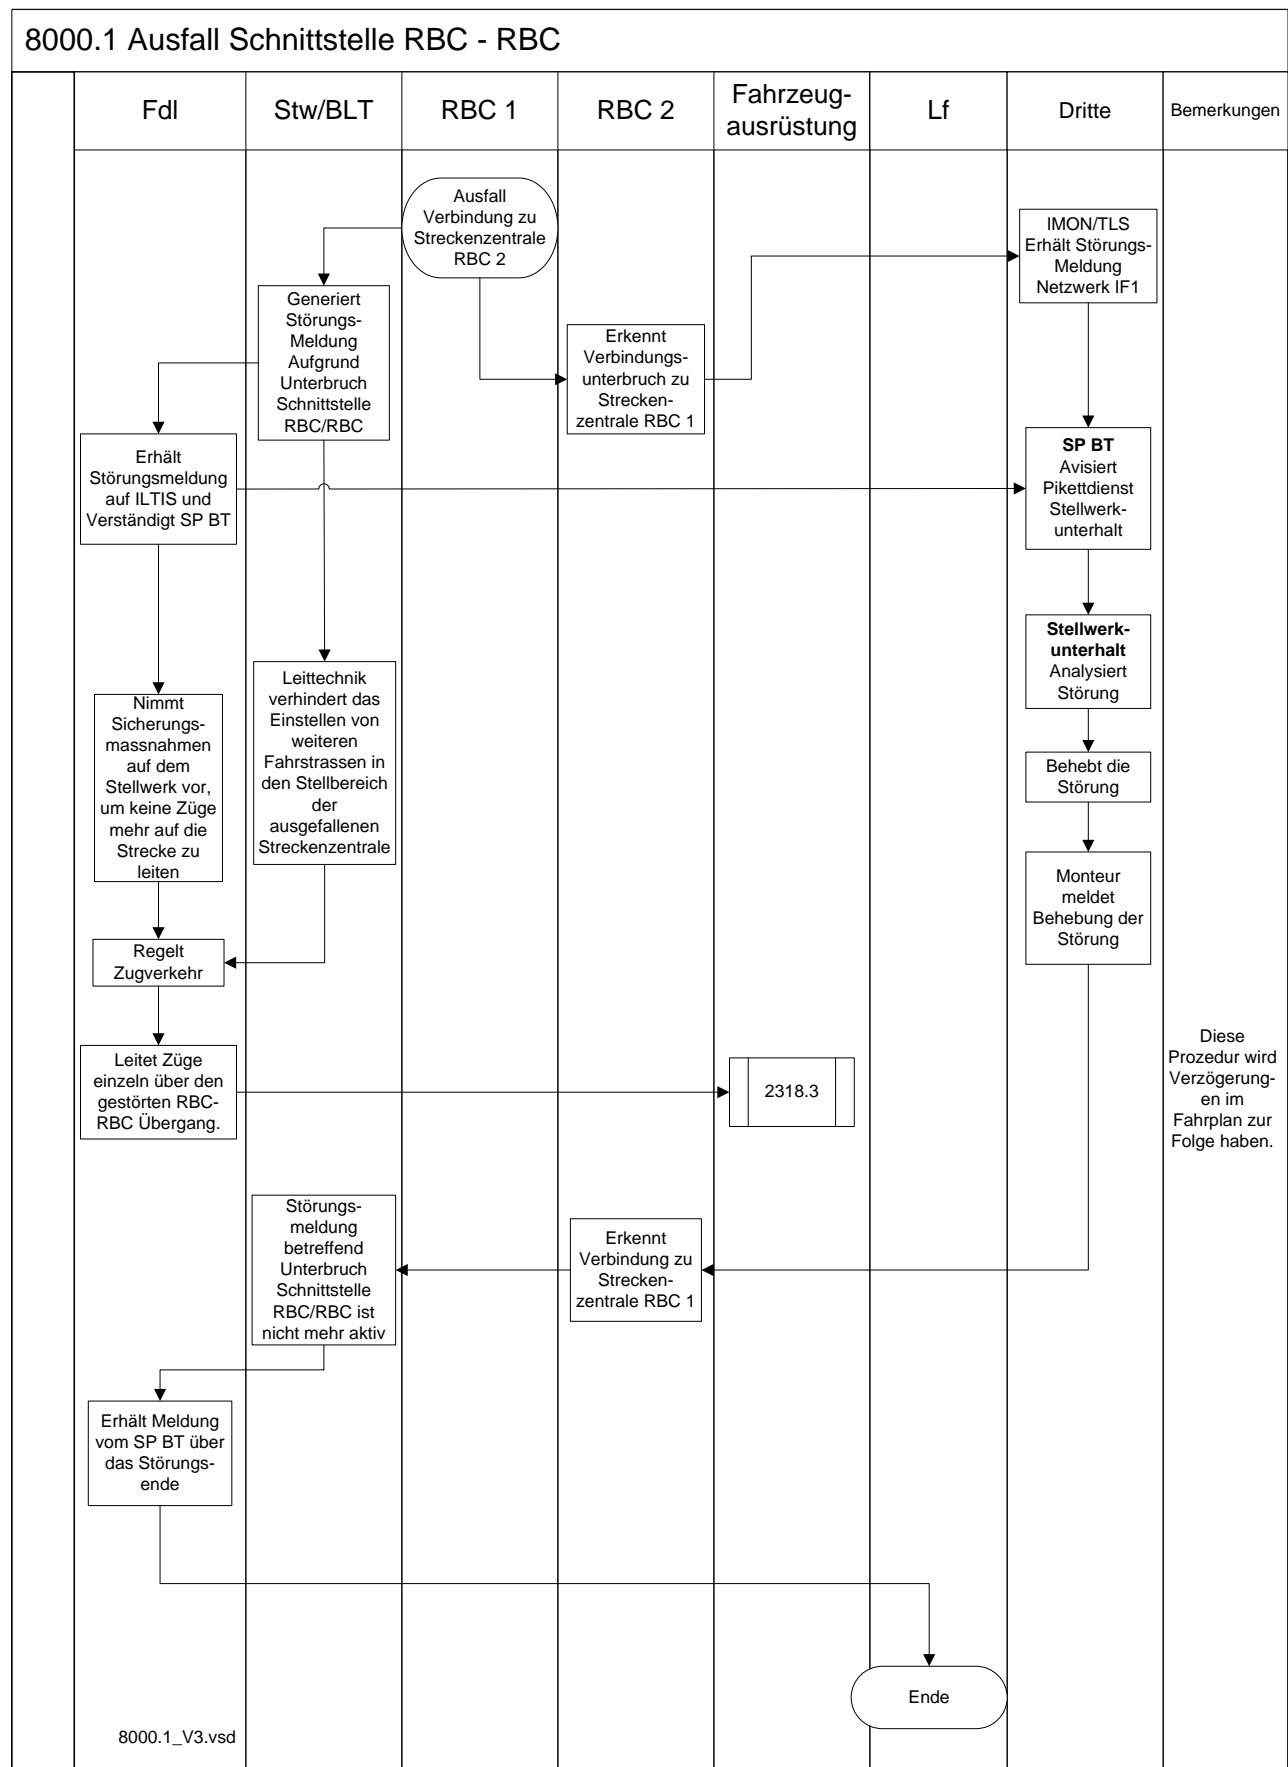 8000.1 Ausfall Schnittstelle RBC - RBC
Fdl
Stw/BLT
RBC 1
RBC 2
Fahrzeug-
ausrüstung
Lf
Dritte
Bemerkungen
Ausfall
Verbindung zu
Streckenzentrale
RBC 2
IMON/TLS
Erhält Störungs-
Meldung
Netzwerk IF1
Generiert
Störungs-
Meldung
Aufgrund
Unterbruch
Schnittstelle
RBC/RBC
Erkennt
Verbindungs-
unterbruch zu
Strecken-
zentrale RBC 1
Erhält
Störungsmeldung
auf ILTIS und
Verständigt SP BT
SP BT
Avisiert
Pikettdienst
Stellwerk-
unterhalt
Stellwerk-
unterhalt
Analysiert
Störung
Leittechnik
verhindert das
Einstellen von
weiteren
Fahrstrassen in
den Stellbereich
der
ausgefallenen
Streckenzentrale
Nimmt
Sicherungs-
massnahmen
auf dem
Stellwerk vor,
um keine Züge
mehr auf die
Strecke zu
leiten
Behebt die
Störung
Monteur
meldet
Behebung der
Störung
Regelt
Zugverkehr
Leitet Züge
einzeln über den
gestörten RBC-
RBC Übergang.
2318.3
Diese
Prozedur wird
Verzögerung-
en im
Fahrplan zur
Folge haben.
Störungs-
meldung
betreffend
Unterbruch
Schnittstelle
RBC/RBC ist
nicht mehr aktiv
Erkennt
Verbindung zu
Strecken-
zentrale RBC 1
Erhält Meldung
vom SP BT über
das Störungs-
ende
Ende
8000.1_V3.vsd